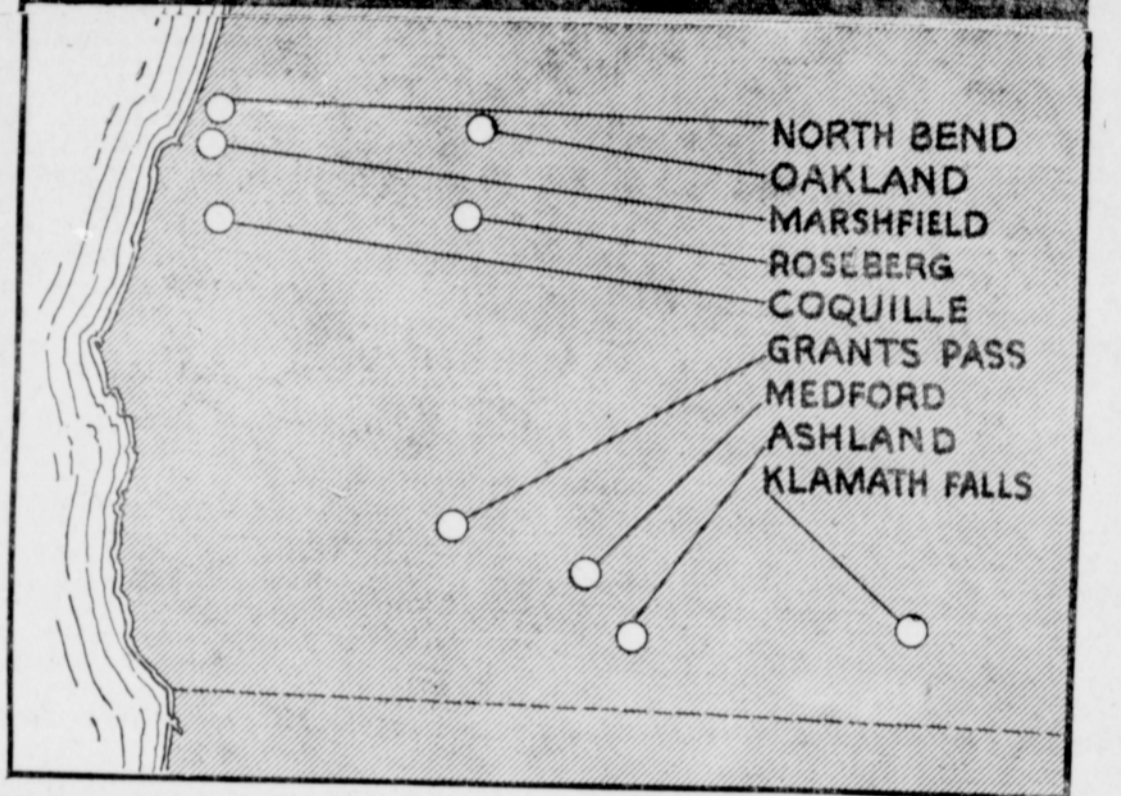 NORTH BEND
OAKLAND
MARSHFIELD
ROSEBERG
COQUILLE
GRANTS PASS
MEDFORD
ASHLAND
KLAMATH FALLS